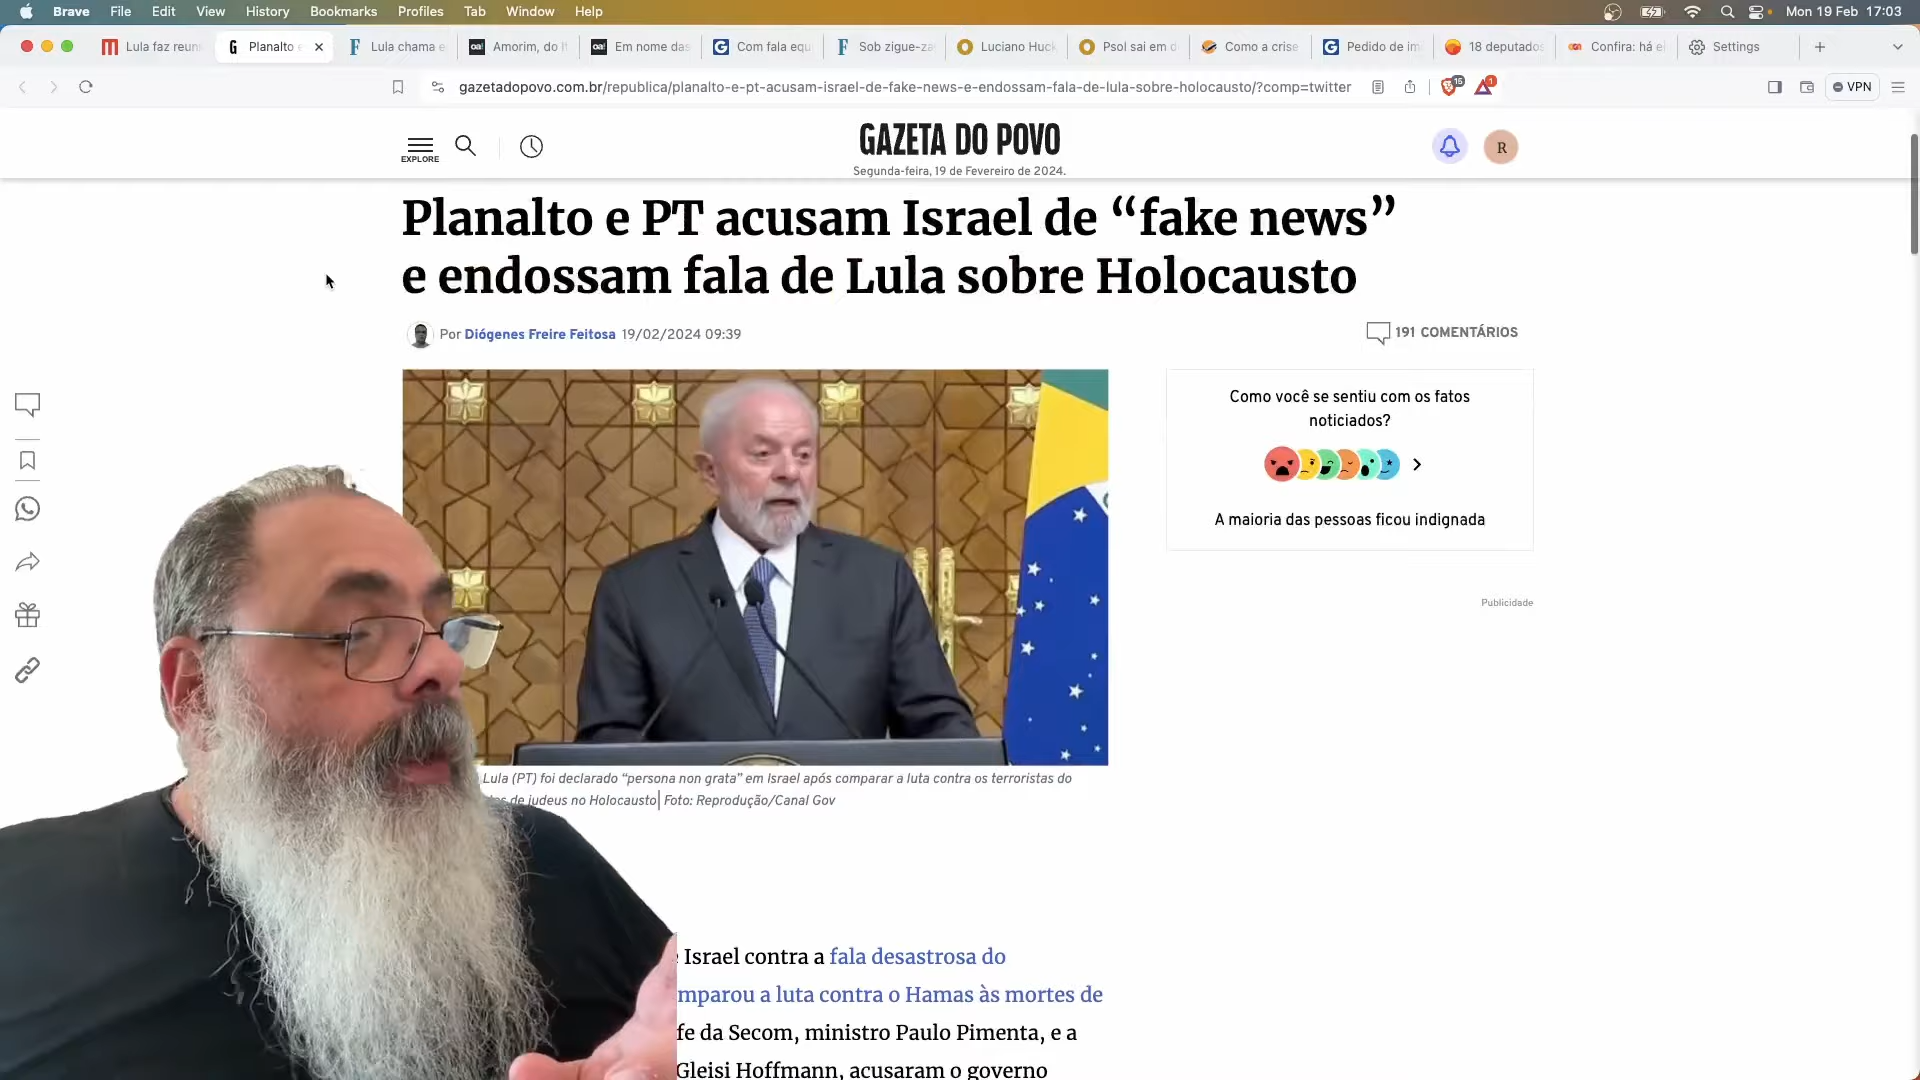 Brave File Edit View History Bookmarks Profiles Tab Window Help Mon 19 Feb 17:03
Lula faz reun Planalto e Lula chama e Amorim, do It Em nome das Com fala equ Sob zigue-za Luciano Huck Psol sai em d Como a crise Pedido de im 18 deputados Confira: há ei Settings
gazetadopovo.com.br/republica/planalto-e-pt-acusam-israel-de-fake-news-e-endossam-fala-de-lula-sobre-holocausto/?comp=twitter 15 1 VPN
EXPLORE
GAZETA DO POVO
R
Segunda-feira, 19 de Fevereiro de 2024.
Planalto e PT acusam Israel de “fake news”
e endossam fala de Lula sobre Holocausto
Por Diógenes Freire Feitosa 19/02/2024 09:39
191 COMENTÁRIOS
Como você se sentiu com os fatos
noticiados?
A maioria das pessoas ficou indignada
Publicidade
Lula (PT) foi declarado “persona non grata” em Israel após comparar a luta contra os terroristas do
de judeus no Holocausto| Foto: Reprodução/Canal Gov
Israel contra a fala desastrosa do
mparou a luta contra o Hamas às mortes de
fe da Secom, ministro Paulo Pimenta, e a
Gleisi Hoffmann, acusaram o governo